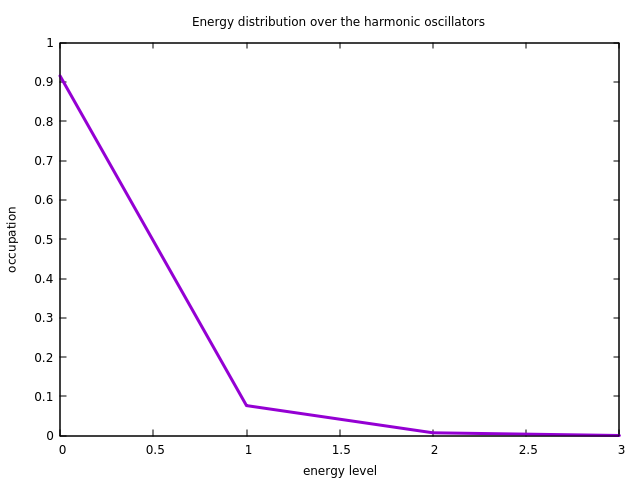 Energy distribution over the harmonic oscillators
1
0.9
0.8
0.7
0.6
0.5
0.4
0.3
0.2
0.1
0
occupation
0 0.5 1 1.5 2 2.5 3
energy level